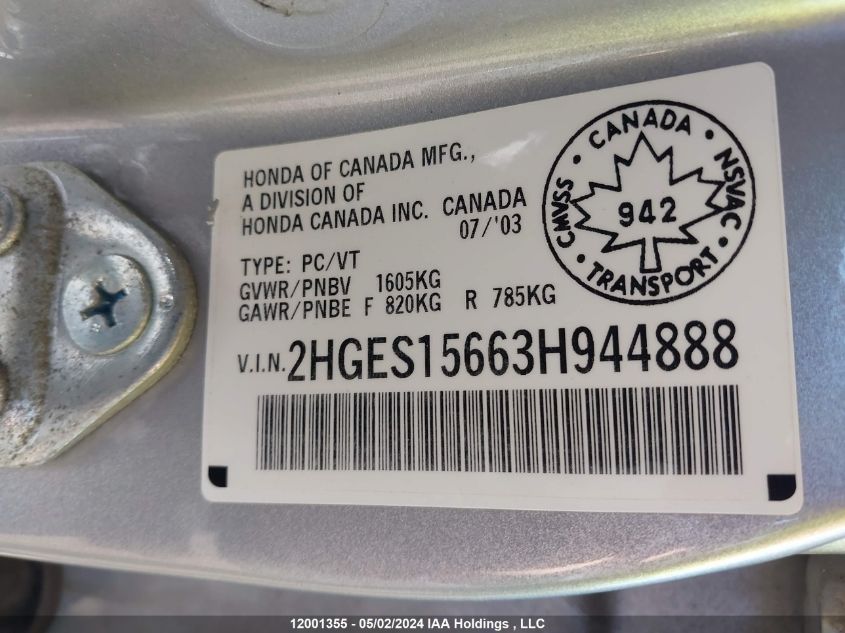 HONDA OF CANADA MFG.,
A DIVISION OF
HONDA CANADA INC. CANADA
07/'03
CANADA
CMVSS
942
NSVAC
TRANSPORT
TYPE: PC/VT
GVWR/PNBV 1605KG
GAWR/PNBE F 820KG R 785KG
V.I.N. 2HGES15663H944888
12001355 - 05/02/2024 IAA Holdings , LLC